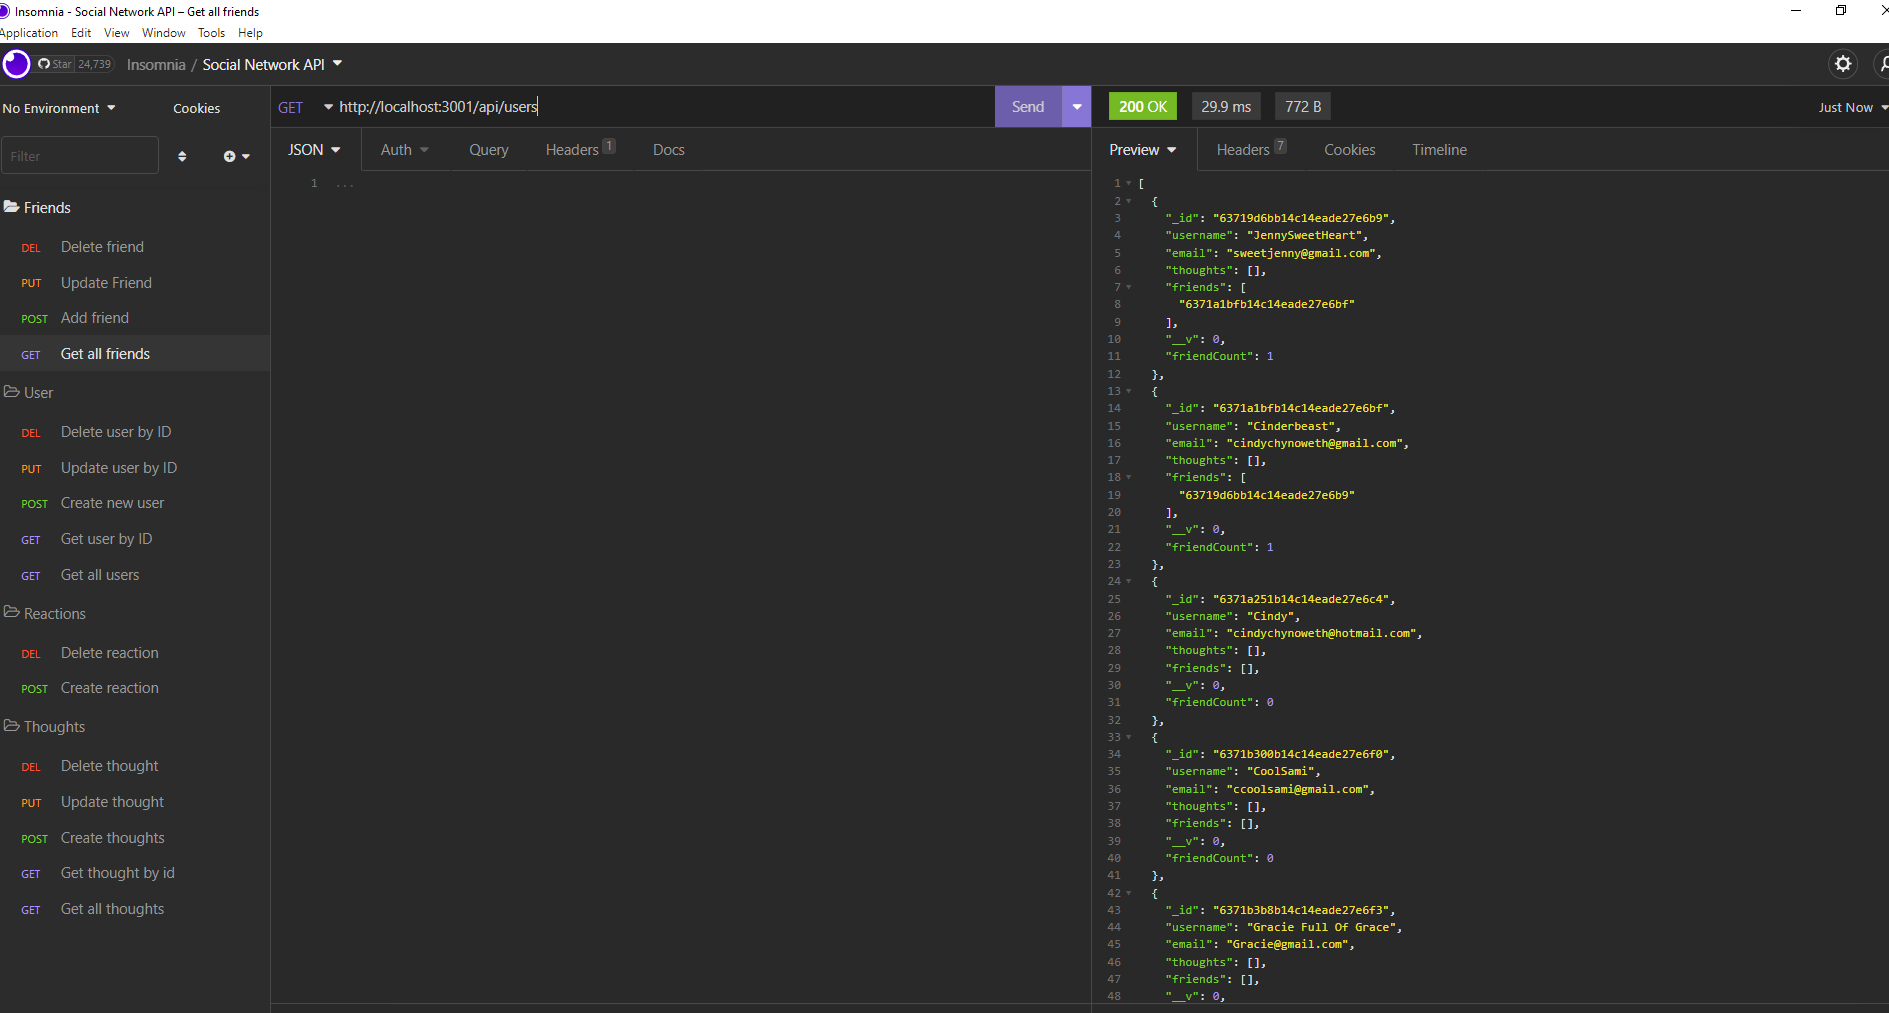 Insomnia - Social Network API – Get all friends
Application Edit View Window Tools Help
Star 24,739 Insomnia / Social Network API
No Environment Cookies
Filter
Friends
DEL Delete friend
PUT Update Friend
POST Add friend
GET Get all friends
User
DEL Delete user by ID
PUT Update user by ID
POST Create new user
GET Get user by ID
GET Get all users
Reactions
DEL Delete reaction
POST Create reaction
Thoughts
DEL Delete thought
PUT Update thought
POST Create thoughts
GET Get thought by id
GET Get all thoughts
GET http://localhost:3001/api/users Send
JSON Auth Query Headers 1 Docs
1 ...
200 OK 29.9 ms 772 B Just Now
Preview Headers 7 Cookies Timeline
1 [
2 {
3 "_id": "63719d6bb14c14eade27e6b9",
4 "username": "JennySweetHeart",
5 "email": "sweetjenny@gmail.com",
6 "thoughts": [],
7 "friends": [
8 "6371a1bfb14c14eade27e6bf"
9 ],
10 "__v": 0,
11 "friendCount": 1
12 },
13 {
14 "_id": "6371a1bfb14c14eade27e6bf",
15 "username": "Cinderbeast",
16 "email": "cindychynoweth@gmail.com",
17 "thoughts": [],
18 "friends": [
19 "63719d6bb14c14eade27e6b9"
20 ],
21 "__v": 0,
22 "friendCount": 1
23 },
24 {
25 "_id": "6371a251b14c14eade27e6c4",
26 "username": "Cindy",
27 "email": "cindychynoweth@hotmail.com",
28 "thoughts": [],
29 "friends": [],
30 "__v": 0,
31 "friendCount": 0
32 },
33 {
34 "_id": "6371b300b14c14eade27e6f0",
35 "username": "CoolSami",
36 "email": "ccoolsami@gmail.com",
37 "thoughts": [],
38 "friends": [],
39 "__v": 0,
40 "friendCount": 0
41 },
42 {
43 "_id": "6371b3b8b14c14eade27e6f3",
44 "username": "Gracie Full Of Grace",
45 "email": "Gracie@gmail.com",
46 "thoughts": [],
47 "friends": [],
48 "__v": 0,